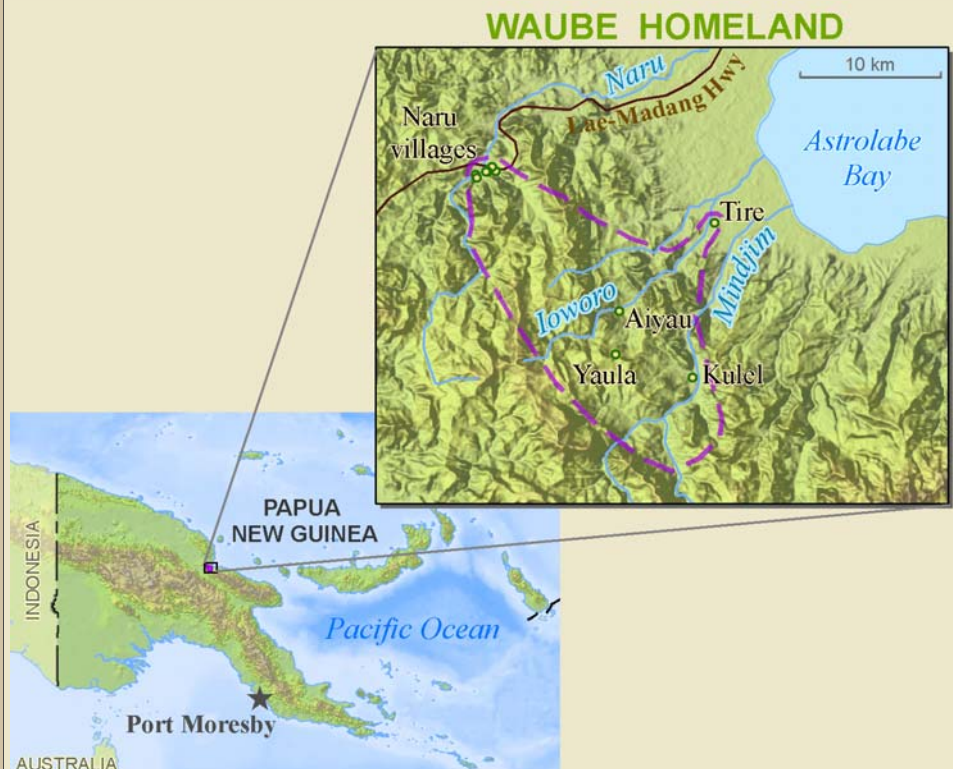 WAUBE HOMELAND
10 km
Naru
Lae-Madang Hwy
Naru
villages
Astrolabe
Bay
Tire
Mindjim
Ioworo
Aiyau
Yaula
Kulel
PAPUA
NEW GUINEA
INDONESIA
Pacific Ocean
Port Moresby
AUSTRALIA